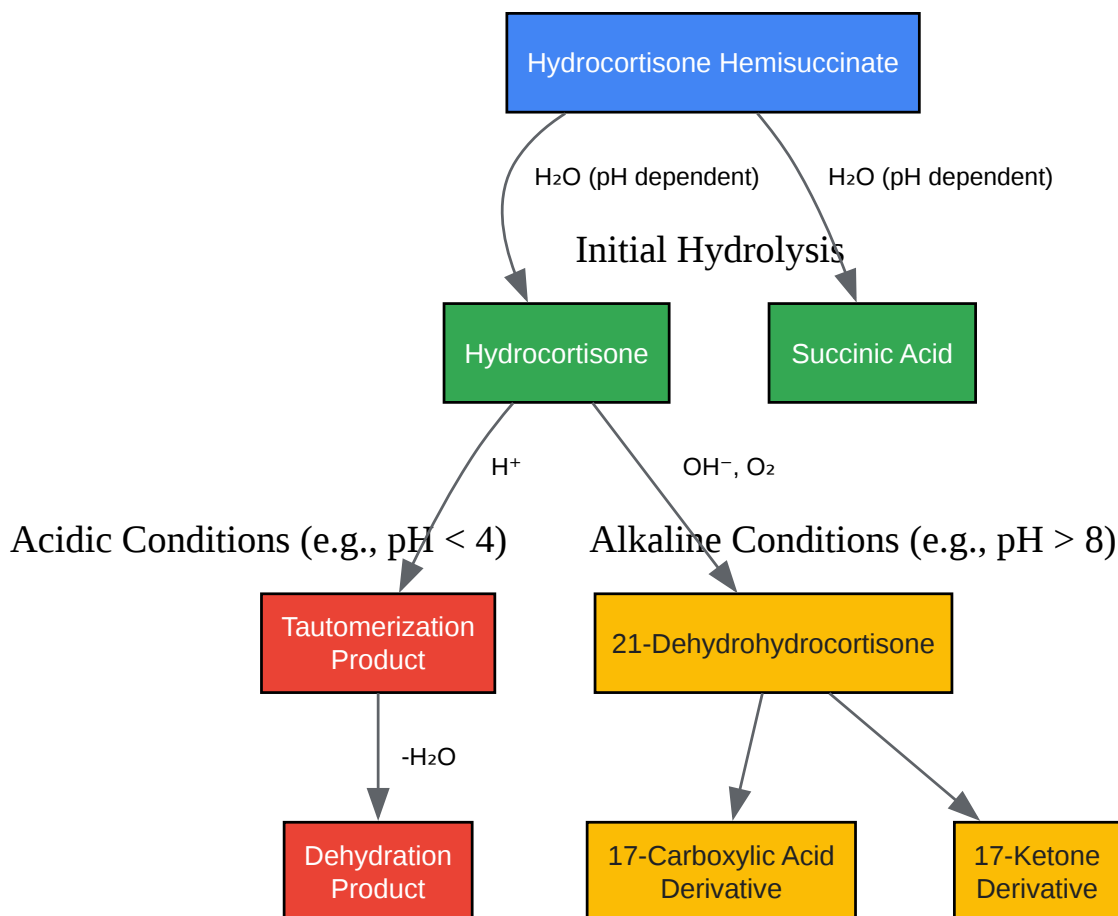 Hydrocortisone Hemisuccinate
H₂O (pH dependent)
H₂O (pH dependent)
Initial Hydrolysis
Hydrocortisone
Succinic Acid
H⁺
OH⁻, O₂
Acidic Conditions (e.g., pH < 4)
Alkaline Conditions (e.g., pH > 8)
Tautomerization
Product
21-Dehydrohydrocortisone
-H₂O
Dehydration
Product
17-Carboxylic Acid
Derivative
17-Ketone
Derivative